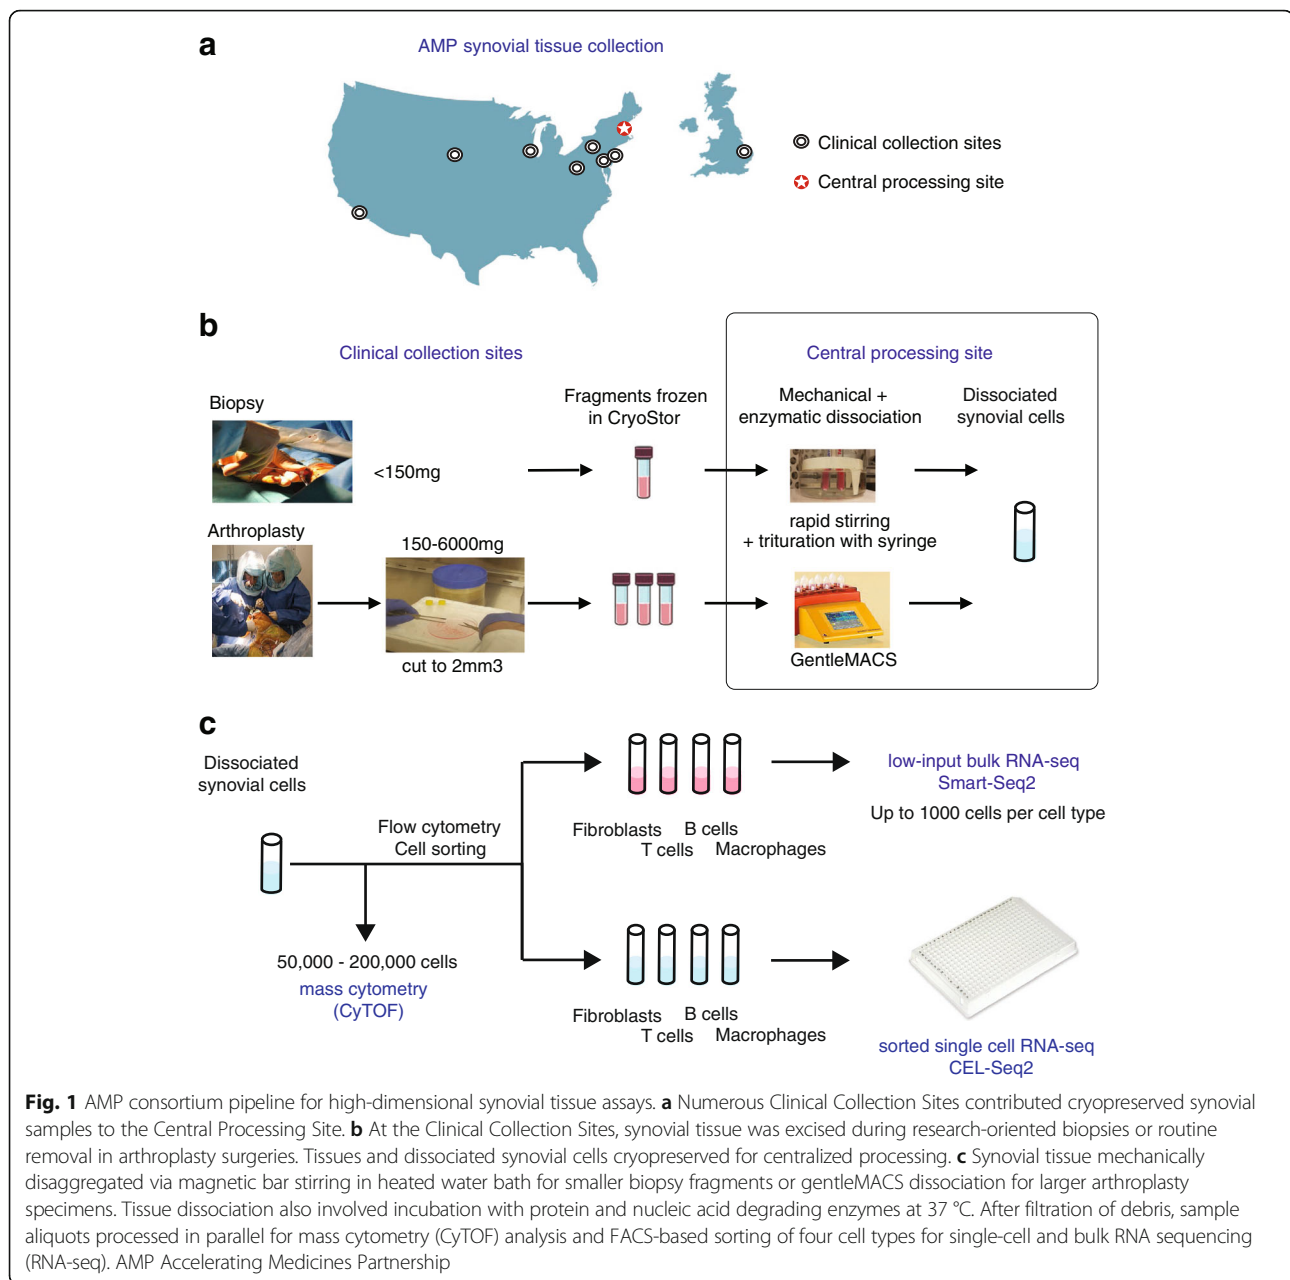 a
AMP synovial tissue collection
Clinical collection sites
Central processing site
b
Clinical collection sites
Central processing site
Biopsy
<150mg
Fragments frozen
in CryoStor
Mechanical +
enzymatic dissociation
Dissociated
synovial cells
rapid stirring
+ trituration with syringe
Arthroplasty
150-6000mg
cut to 2mm3
GentleMACS
c
Dissociated
synovial cells
Flow cytometry
Cell sorting
50,000 - 200,000 cells
mass cytometry
(CyTOF)
Fibroblasts B cells
T cells Macrophages
low-input bulk RNA-seq
Smart-Seq2
Up to 1000 cells per cell type
Fibroblasts B cells
T cells Macrophages
sorted single cell RNA-seq
CEL-Seq2
Fig. 1 AMP consortium pipeline for high-dimensional synovial tissue assays. a Numerous Clinical Collection Sites contributed cryopreserved synovial
samples to the Central Processing Site. b At the Clinical Collection Sites, synovial tissue was excised during research-oriented biopsies or routine
removal in arthroplasty surgeries. Tissues and dissociated synovial cells cryopreserved for centralized processing. c Synovial tissue mechanically
disaggregated via magnetic bar stirring in heated water bath for smaller biopsy fragments or gentleMACS dissociation for larger arthroplasty
specimens. Tissue dissociation also involved incubation with protein and nucleic acid degrading enzymes at 37 °C. After filtration of debris, sample
aliquots processed in parallel for mass cytometry (CyTOF) analysis and FACS-based sorting of four cell types for single-cell and bulk RNA sequencing
(RNA-seq). AMP Accelerating Medicines Partnership